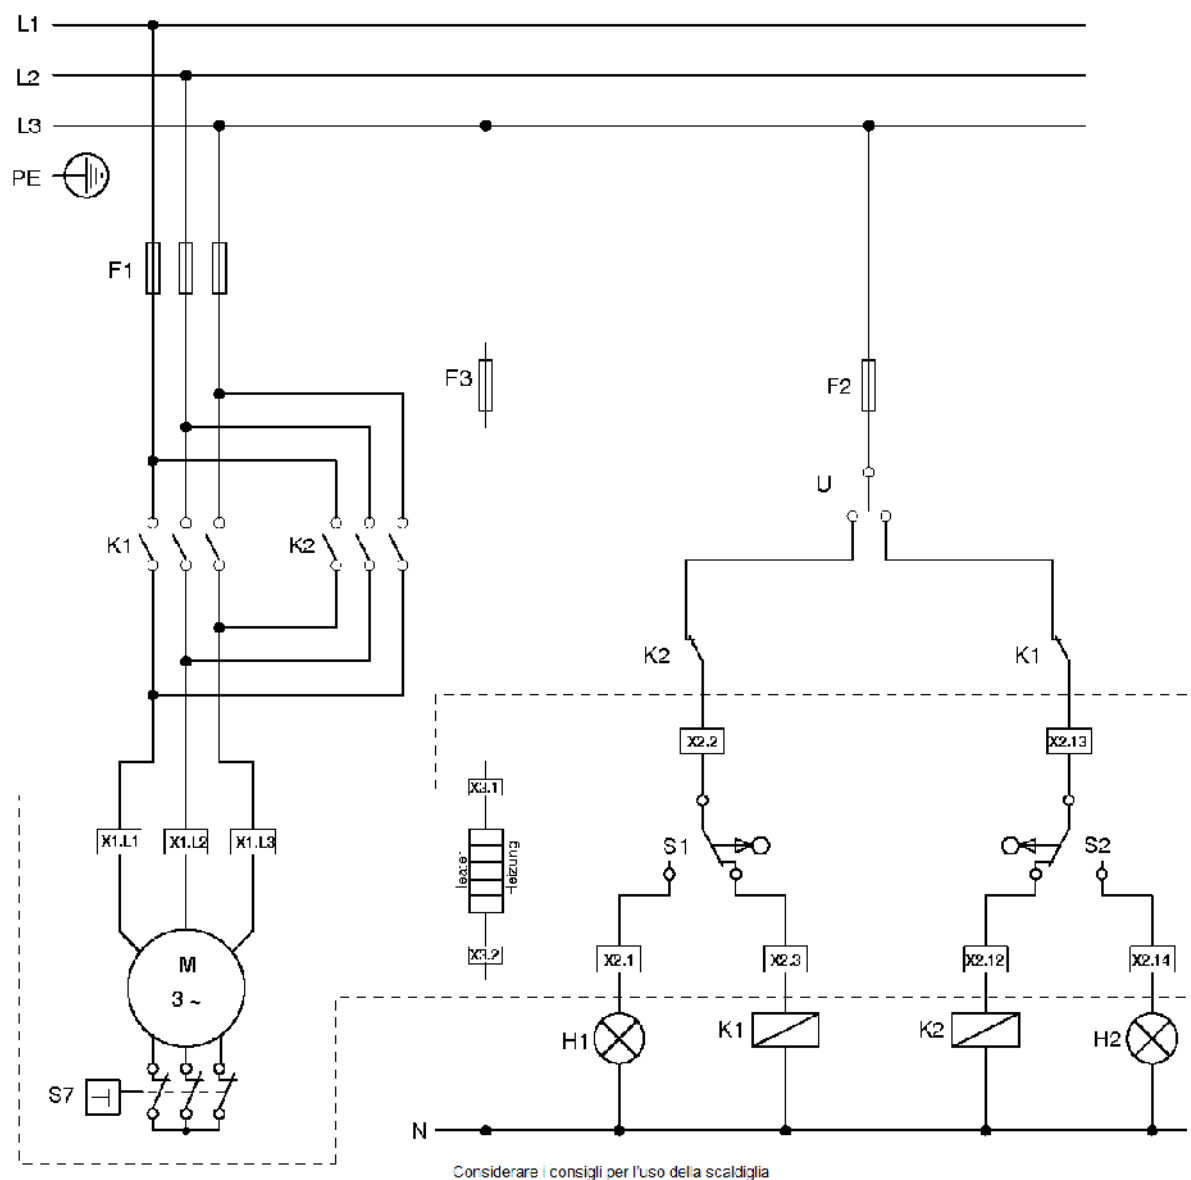 L1
L2
L3
PE
F1
F3
F2
U
K1
K2
K2
K1
X2.2
X2.13
X3.1
X1.L1
X1.L2
X1.L3
S1
S2
Heizung
M
3 ~
X3.2
X2.1
X2.3
X2.12
X2.14
H1
K1
K2
H2
S7
N
Considerare i consigli per l'uso della scaldiglia